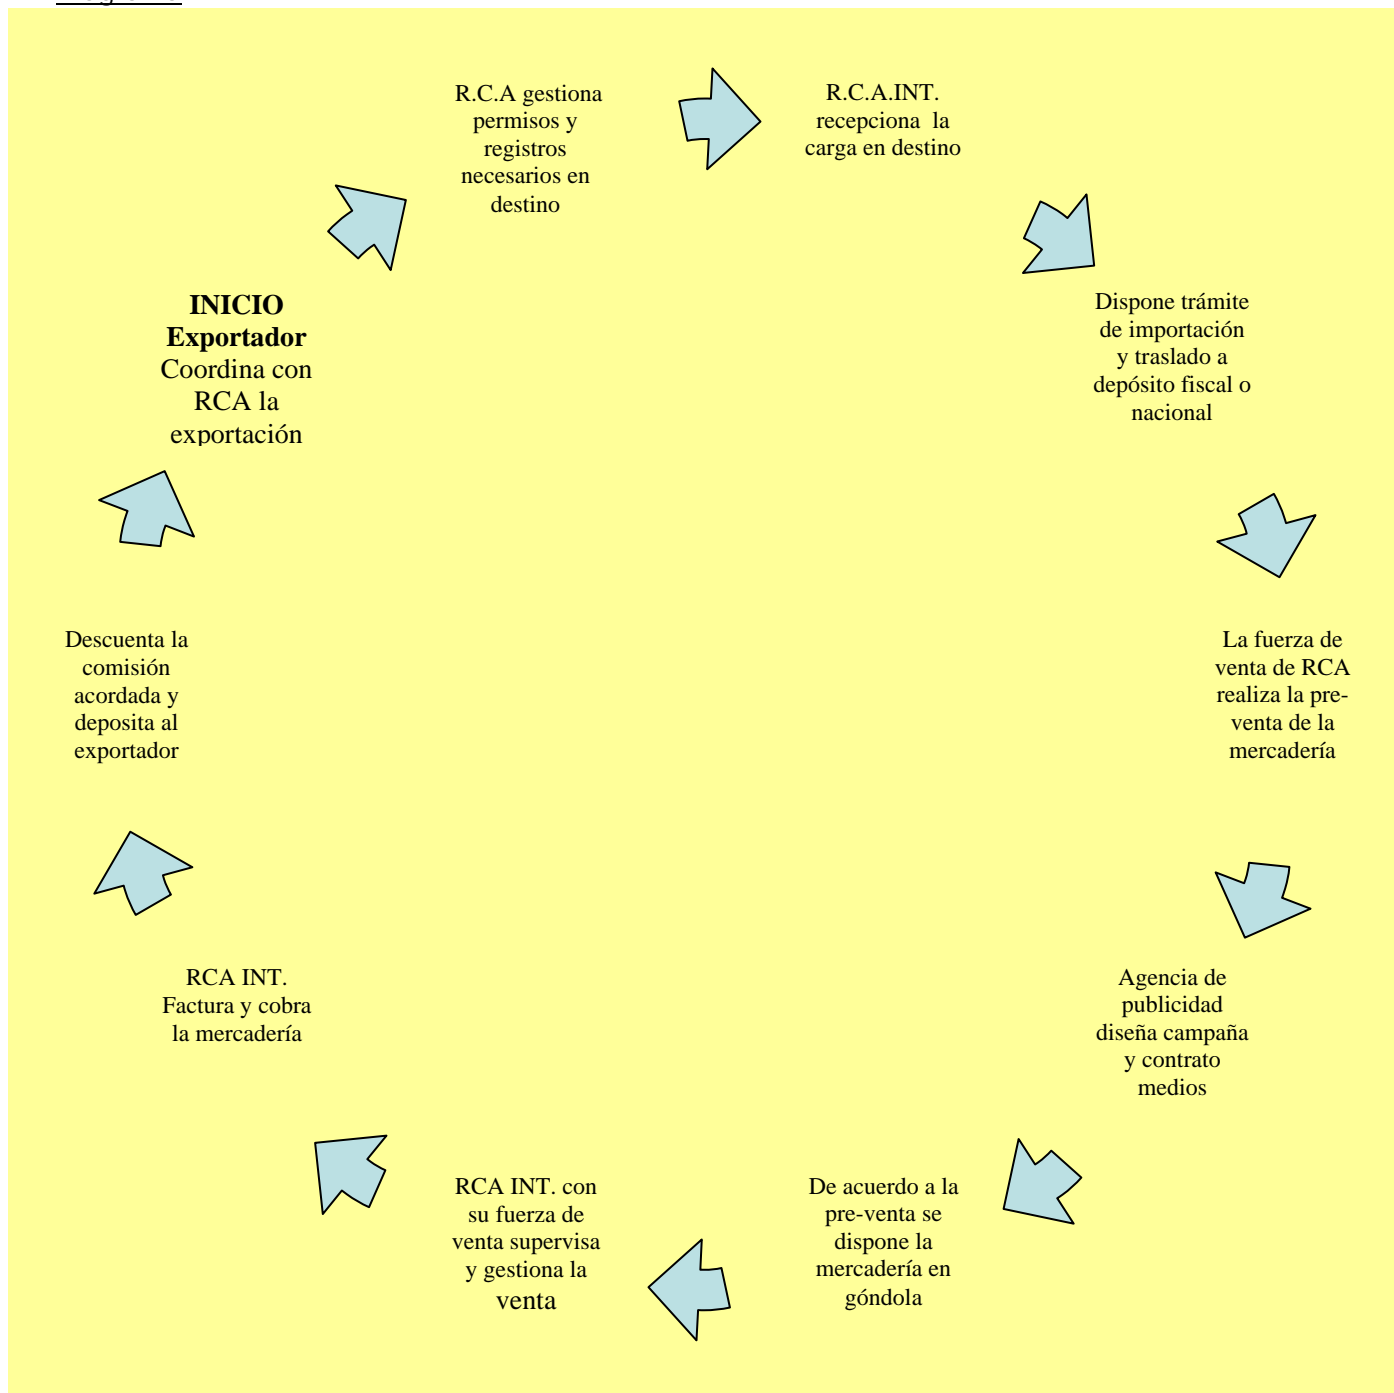 INICIO
Exportador
Coordina con
RCA la
exportación
R.C.A gestiona
permisos y
registros
necesarios en
destino
R.C.A.INT.
recepciona la
carga en destino
Dispone trámite
de importación
y traslado a
depósito fiscal o
nacional
La fuerza de
venta de RCA
realiza la pre-
venta de la
mercadería
Agencia de
publicidad
diseña campaña
y contrato
medios
De acuerdo a la
pre-venta se
dispone la
mercadería en
góndola
RCA INT. con
su fuerza de
venta supervisa
y gestiona la
venta
RCA INT.
Factura y cobra
la mercadería
Descuenta la
comisión
acordada y
deposita al
exportador